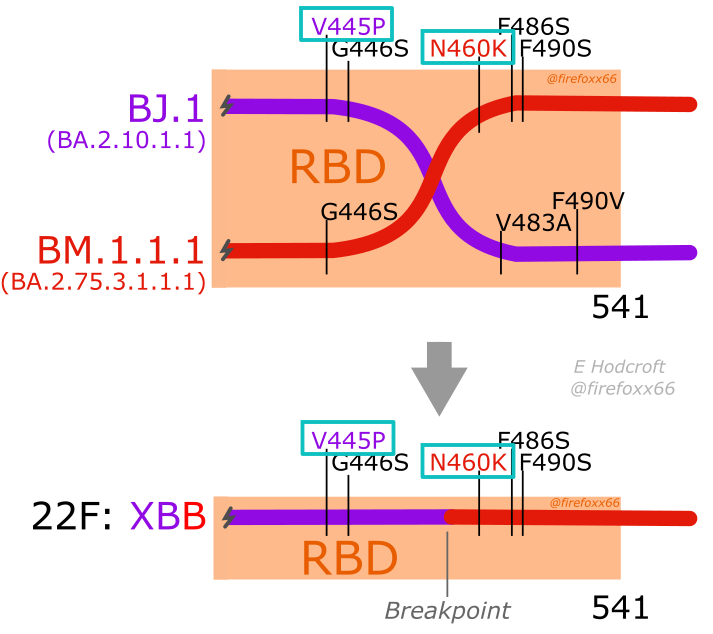 V445P
F486S
G446S
N460K
F490S
@firefoxx66
BJ.1
(BA.2.10.1.1)
RBD
F490V
G446S
V483A
BM.1.1.1
(BA.2.75.3.1.1.1)
541
E Hodcroft
@firefoxx66
V445P
F486S
G446S
N460K
F490S
@firefoxx66
22F: XBB
RBD
Breakpoint
541